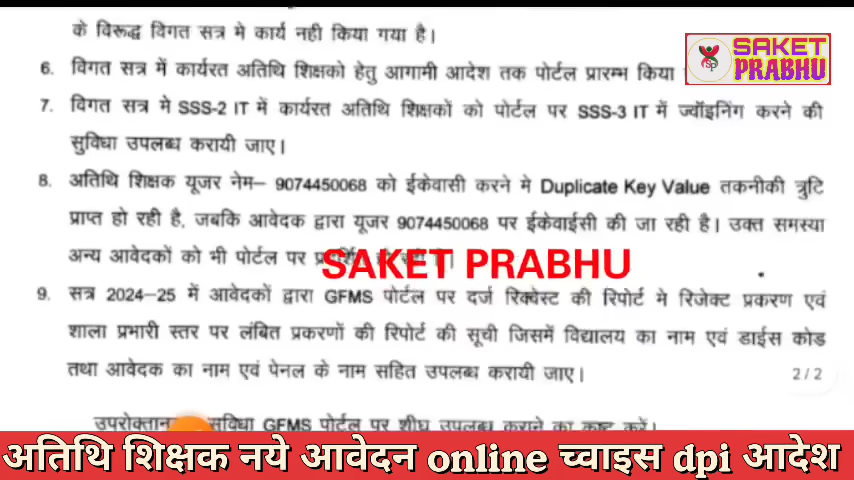 के विरूद्ध विगत सत्र मे कार्य नही किया गया है।
6. विगत सत्र में कार्यरत अतिथि शिक्षको हेतु आगामी आदेश तक पोर्टल प्रारम्भ किया
SAKET
PRABHU
SP
7. विगत सत्र मे SSS-2 IT में कार्यरत अतिथि शिक्षकों को पोर्टल पर SSS-3 IT में ज्वॉइनिंग करने की
सुविधा उपलब्ध करायी जाए।
8. अतिथि शिक्षक यूजर नेम– 9074450068 को ईकेवासी करने मे Duplicate Key Value तकनीकी त्रुटि
प्राप्त हो रही है, जबकि आवेदक द्वारा यूजर 9074450068 पर ईकेवाईसी की जा रही है। उक्त समस्या
अन्य आवेदकों को भी पोर्टल पर
SAKET PRABHU
9. सत्र 2024–25 में आवेदकों द्वारा GFMS पोर्टल पर दर्ज रिक्वेस्ट की रिपोर्ट मे रिजेक्ट प्रकरण एवं
शाला प्रभारी स्तर पर लंबित प्रकरणों की रिपोर्ट की सूची जिसमें विद्यालय का नाम एवं डाईस कोड
तथा आवेदक का नाम एवं पेनल के नाम सहित उपलब्ध करायी जाए।
2/2
सुविधा GFMS पोर्टल पर शीघ्र उपलब्ध कराने का कष्ट करें।
अतिथि शिक्षक नये आवेदन online च्वाइस dpi आदेश